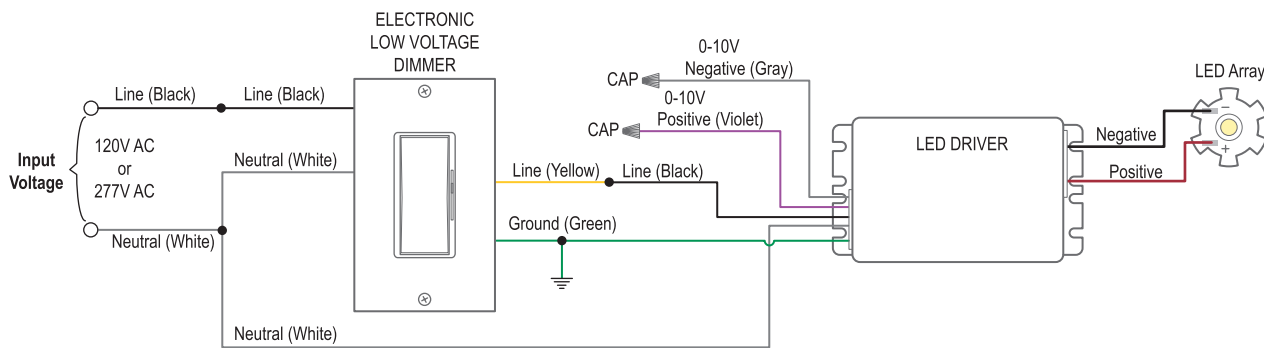 ELECTRONIC
LOW VOLTAGE
DIMMER
0-10V
Negative (Gray)
CAP
0-10V
Positive (Violet)
CAP
LED Array
Line (Black)
Line (Black)
Input
Voltage
120V AC
or
277V AC
Neutral (White)
Neutral (White)
Line (Yellow)
Line (Black)
Ground (Green)
LED DRIVER
Negative
Positive
−
+
Neutral (White)